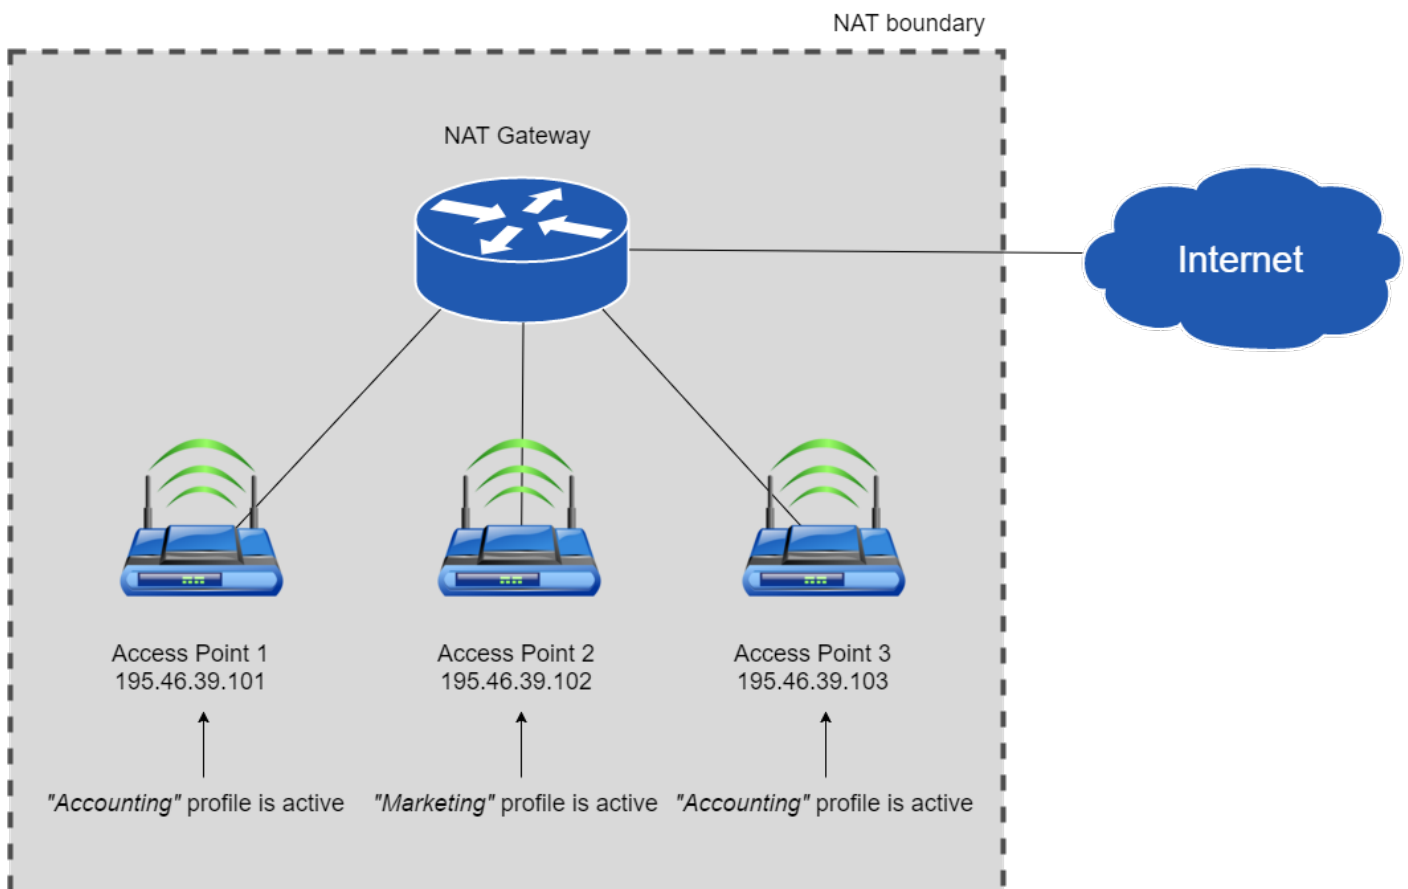 NAT boundary
NAT Gateway
Internet
Access Point 1
195.46.39.101
Access Point 2
195.46.39.102
Access Point 3
195.46.39.103
"Accounting" profile is active
"Marketing" profile is active
"Accounting" profile is active